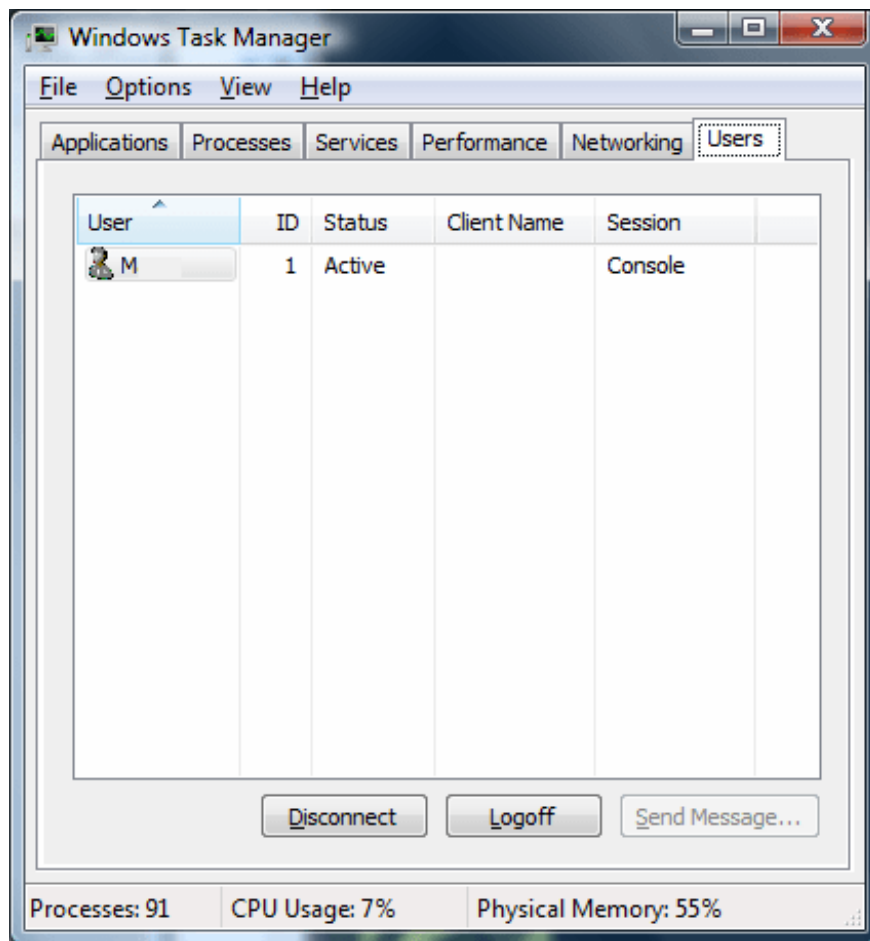 Windows Task Manager
File Options View Help
Applications Processes Services Performance Networking Users
User ID Status Client Name Session
M 1 Active Console
Disconnect Logoff Send Message...
Processes: 91 CPU Usage: 7% Physical Memory: 55%